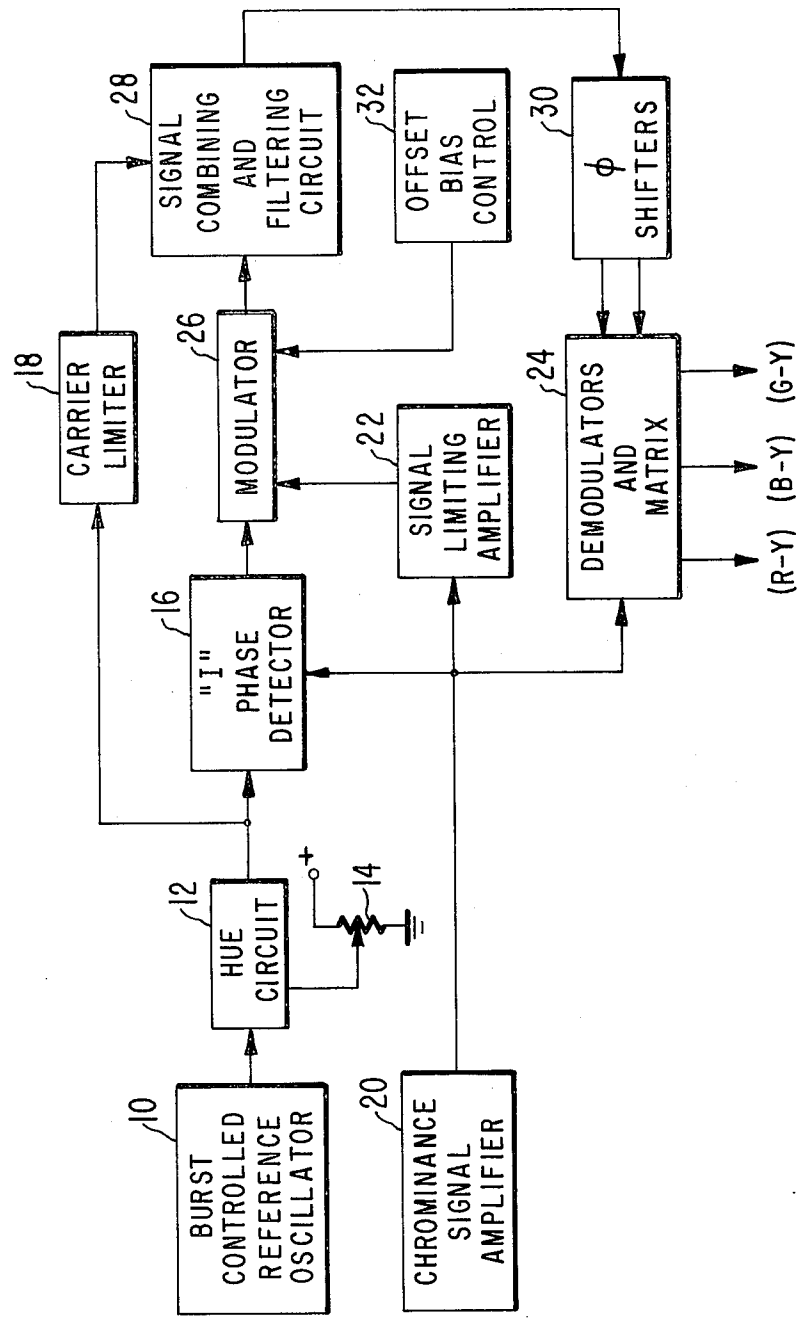 10
BURST
CONTROLLED
REFERENCE
OSCILLATOR
12
HUE
CIRCUIT
+
14
16
"I"
PHASE
DETECTOR
18
CARRIER
LIMITER
26
MODULATOR
28
SIGNAL
COMBINING
AND
FILTERING
CIRCUIT
20
CHROMINANCE
SIGNAL
AMPLIFIER
22
SIGNAL
LIMITING
AMPLIFIER
32
OFFSET
BIAS
CONTROL
24
DEMODULATORS
AND
MATRIX
30
ϕ
SHIFTERS
(R-Y) (B-Y) (G-Y)